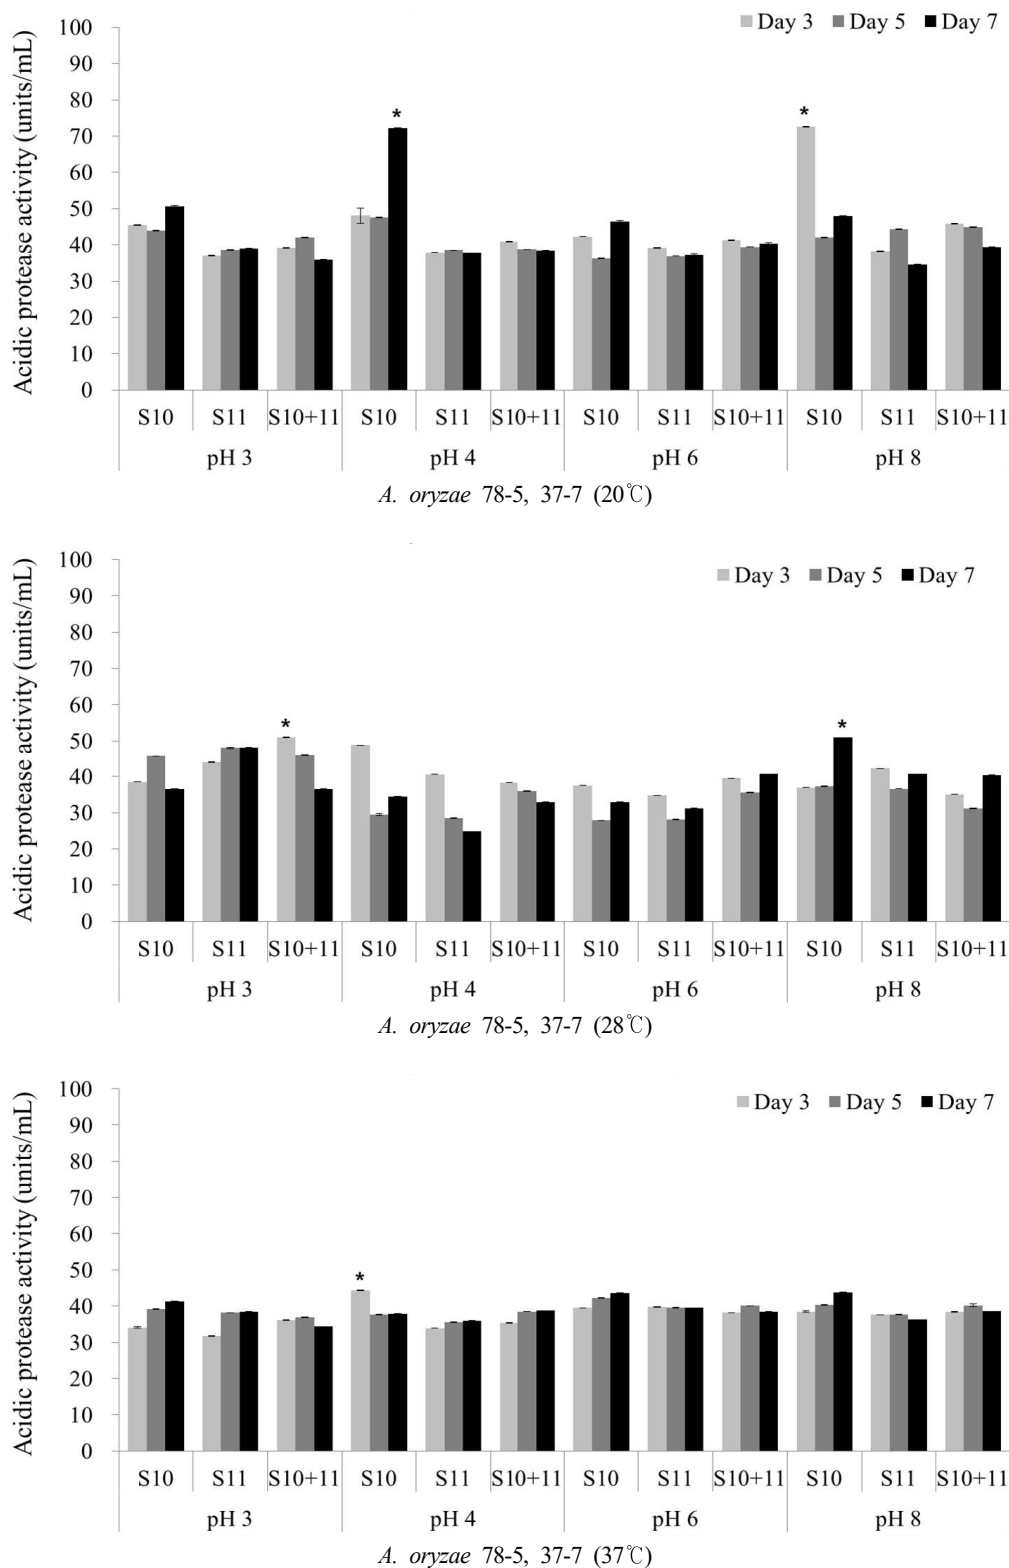 Day 3 Day 5 Day 7
Acidic protease activity (units/mL)
100
90
80
70
60
50
40
30
20
10
0
*
*
S10 S11 S10+11 S10 S11 S10+11 S10 S11 S10+11 S10 S11 S10+11
pH 3 pH 4 pH 6 pH 8
A. oryzae 78-5, 37-7 (20℃)
Day 3 Day 5 Day 7
Acidic protease activity (units/mL)
100
90
80
70
60
50
40
30
20
10
0
*
*
S10 S11 S10+11 S10 S11 S10+11 S10 S11 S10+11 S10 S11 S10+11
pH 3 pH 4 pH 6 pH 8
A. oryzae 78-5, 37-7 (28℃)
Day 3 Day 5 Day 7
Acidic protease activity (units/mL)
100
90
80
70
60
50
40
30
20
10
0
*
S10 S11 S10+11 S10 S11 S10+11 S10 S11 S10+11 S10 S11 S10+11
pH 3 pH 4 pH 6 pH 8
A. oryzae 78-5, 37-7 (37℃)